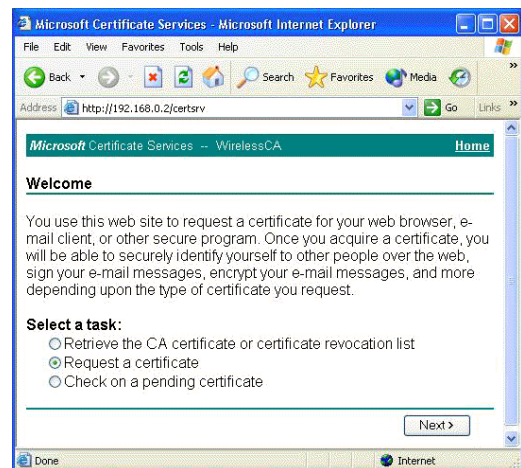 Microsoft Certificate Services - Microsoft Internet Explorer
File Edit View Favorites Tools Help
Back Search Favorites Media »
Address http://192.168.0.2/certsrv Go Links »
Microsoft Certificate Services -- WirelessCA Home
Welcome
You use this web site to request a certificate for your web browser, e-
mail client, or other secure program. Once you acquire a certificate, you
will be able to securely identify yourself to other people over the web,
sign your e-mail messages, encrypt your e-mail messages, and more
depending upon the type of certificate you request.
Select a task:
Retrieve the CA certificate or certificate revocation list
Request a certificate
Check on a pending certificate
Next >
Done Internet